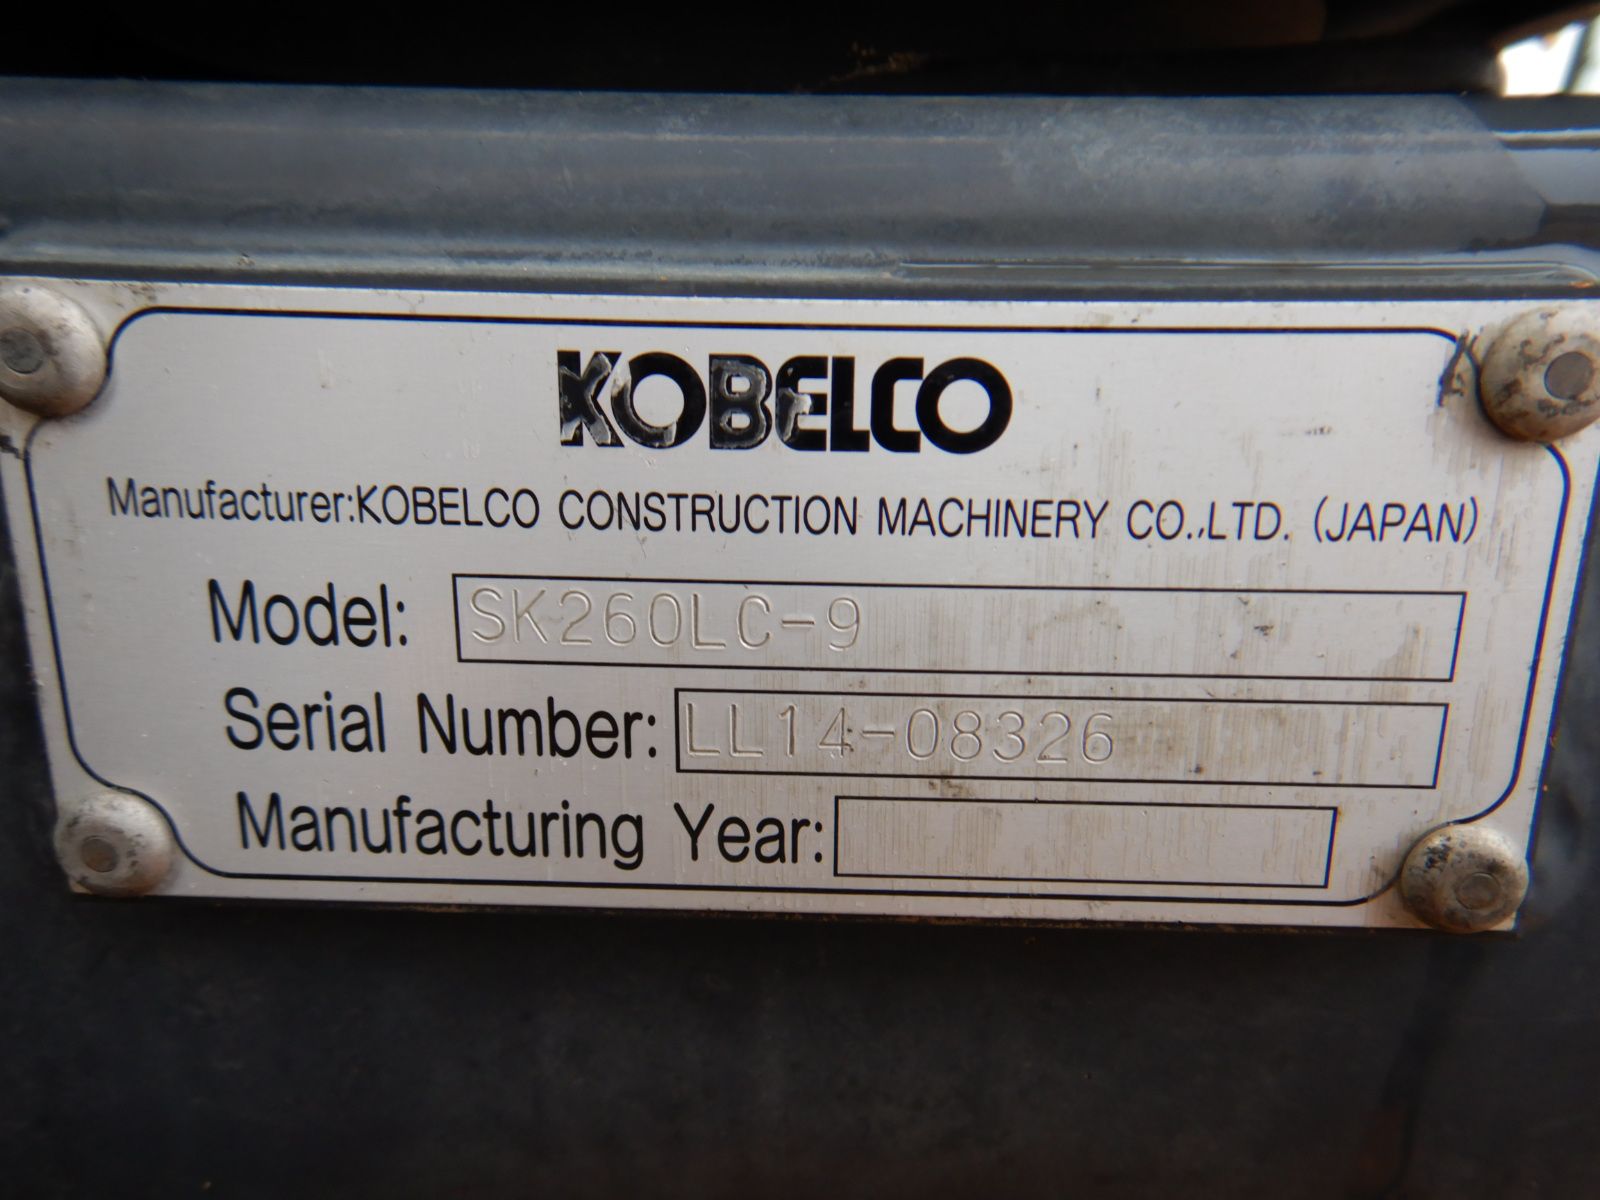 KOBELCO
Manufacturer:KOBELCO CONSTRUCTION MACHINERY CO.,LTD. (JAPAN)
Model: SK260LC-9
Serial Number: LL14-08326
Manufacturing Year: